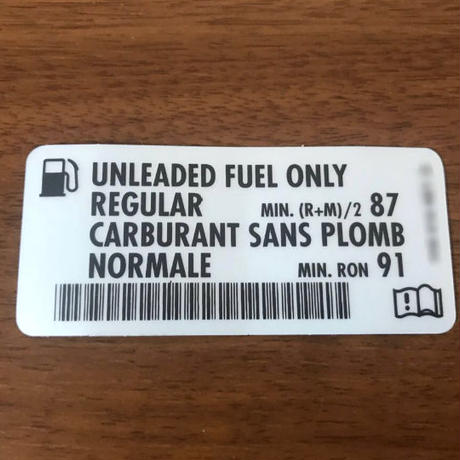 UNLEADED FUEL ONLY
REGULAR MIN. (R+M)/2 87
CARBURANT SANS PLOMB
NORMALE MIN. RON 91